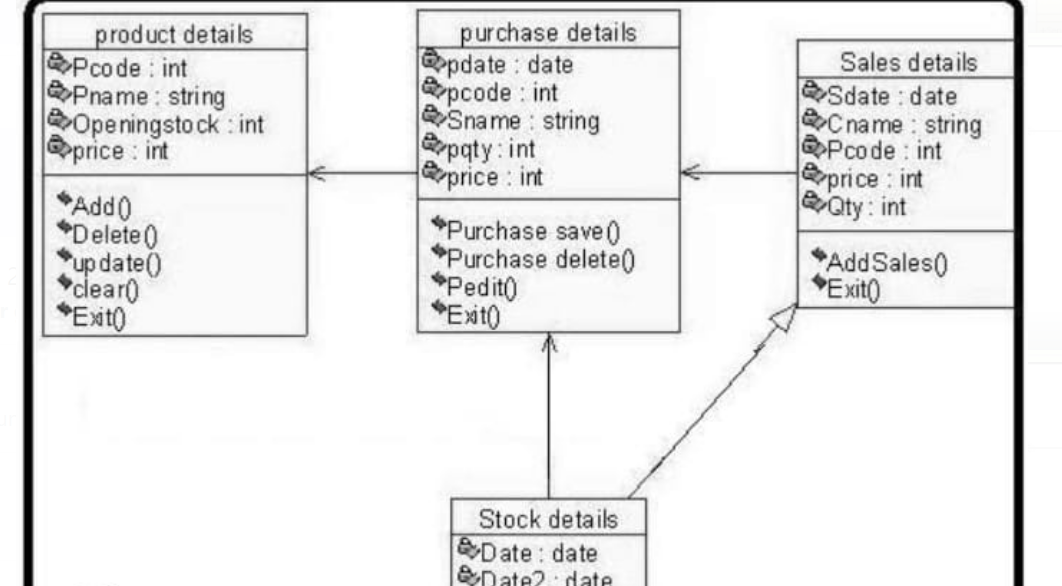 product details
Pcode : int
Pname : string
Openingstock : int
price : int
Add()
Delete()
update()
clear()
Exit()
purchase details
pdate : date
pcode : int
Sname : string
pqty : int
price : int
Purchase save()
Purchase delete()
Pedit()
Exit()
Sales details
Sdate : date
Cname : string
Pcode : int
price : int
Qty : int
AddSales()
Exit()
Stock details
Date : date
Date2 : date